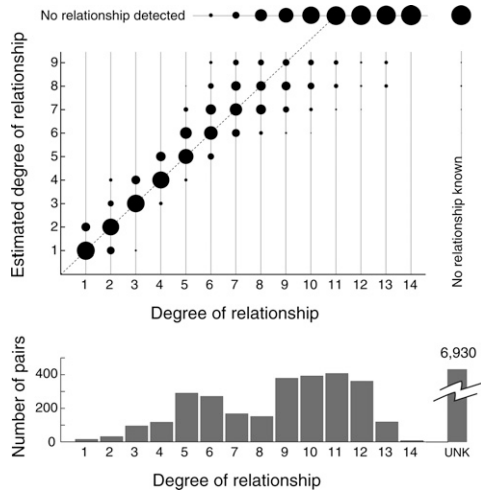 No relationship detected
Estimated degree of relationship
9
8
7
6
5
4
3
2
1
1 2 3 4 5 6 7 8 9 10 11 12 13 14
Degree of relationship
No relationship known
Number of pairs
400
200
0
6,930
1 2 3 4 5 6 7 8 9 10 11 12 13 14 UNK
Degree of relationship